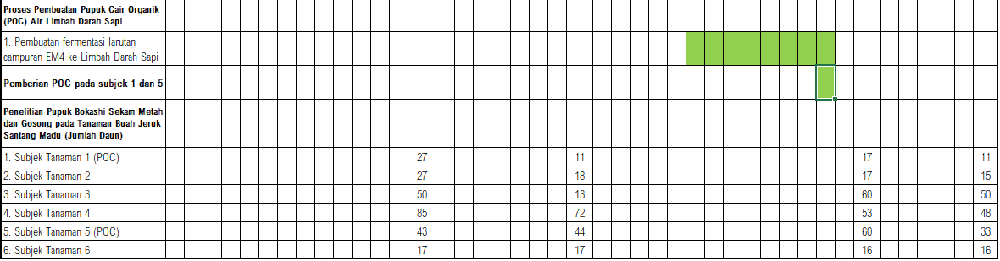 Proses Pembuatan Pupuk Cair Organik
(POC) Air Limbah Darah Sapi
1. Pembuatan fermentasi larutan
campuran EM4 ke Limbah Darah Sapi
Pemberian POC pada subjek 1 dan 5
Penelitian Pupuk Bokashi Sekam Metah
dan Gosong pada Tanaman Buah Jeruk
Santang Madu (Jumlah Daun)
1. Subjek Tanaman 1 (POC) 27 11 17 11
2. Subjek Tanaman 2 27 18 17 15
3. Subjek Tanaman 3 50 13 60 50
4. Subjek Tanaman 4 85 72 53 48
5. Subjek Tanaman 5 (POC) 43 44 60 33
6. Subjek Tanaman 6 17 17 16 16